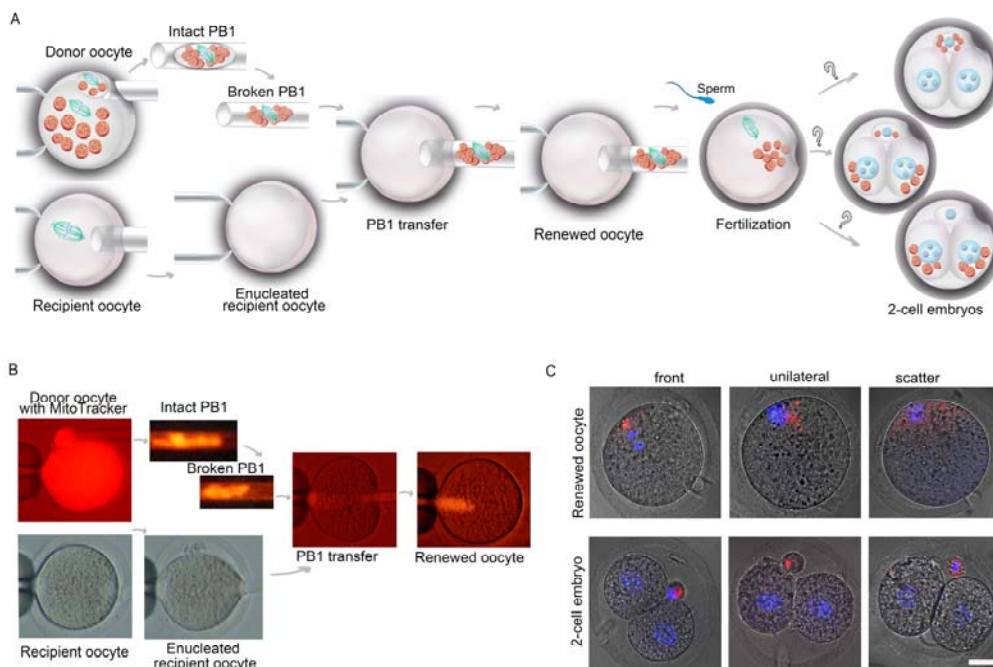 A
Intact PB1
Donor oocyte
Broken PB1
Sperm
?
?
?
PB1 transfer
Renewed oocyte
Fertilization
Recipient oocyte
Enucleated
recipient oocyte
2-cell embryos
B
Donor oocyte
with MitoTracker
Intact PB1
Broken PB1
PB1 transfer
Renewed oocyte
Recipient oocyte
Enucleated
recipient oocyte
C
front
unilateral
scatter
Renewed oocyte
2-cell embryo